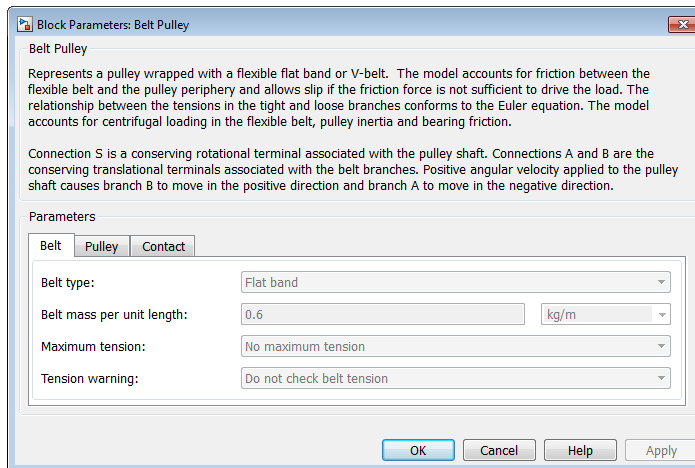 Block Parameters: Belt Pulley
Belt Pulley
Represents a pulley wrapped with a flexible flat band or V-belt.  The model accounts for friction between the
flexible belt and the pulley periphery and allows slip if the friction force is not sufficient to drive the load. The
relationship between the tensions in the tight and loose branches conforms to the Euler equation. The model
accounts for centrifugal loading in the flexible belt, pulley inertia and bearing friction.
Connection S is a conserving rotational terminal associated with the pulley shaft. Connections A and B are the
conserving translational terminals associated with the belt branches. Positive angular velocity applied to the pulley
shaft causes branch B to move in the positive direction and branch A to move in the negative direction.
Parameters
Belt Pulley Contact
Belt type: Flat band
Belt mass per unit length: 0.6 kg/m
Maximum tension: No maximum tension
Tension warning: Do not check belt tension
OK Cancel Help Apply